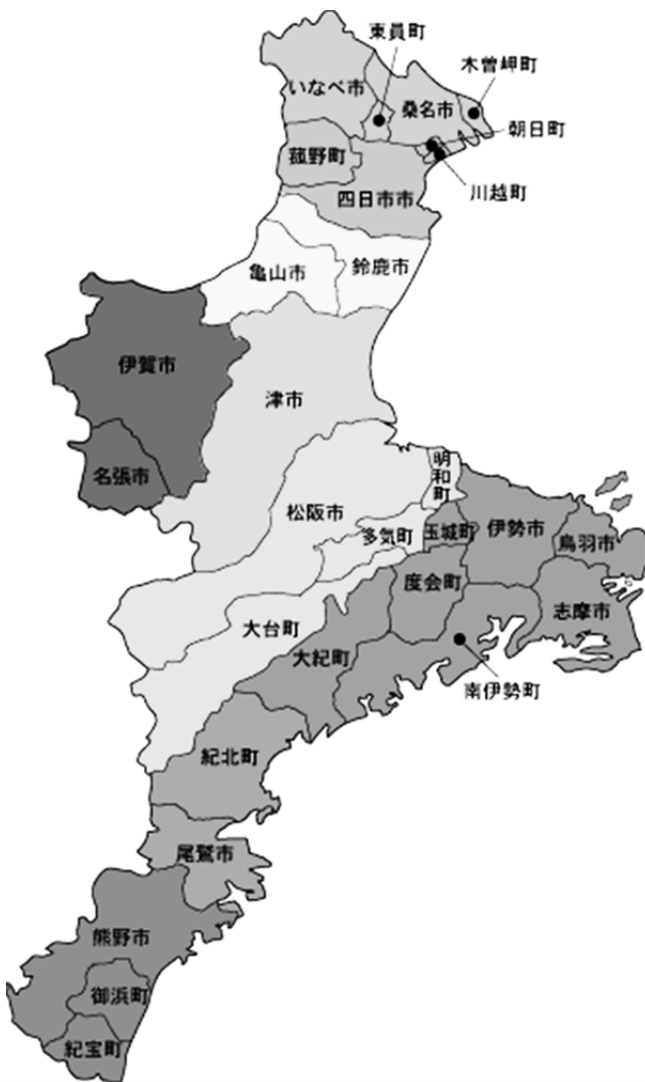 東員町
木曽岬町
いなべ市
桑名市
朝日町
菰野町
川越町
四日市市
亀山市
鈴鹿市
伊賀市
津市
名張市
明和町
松阪市
多気町
玉城町
伊勢市
鳥羽市
度会町
志摩市
大台町
大紀町
南伊勢町
紀北町
尾鷲市
熊野市
御浜町
紀宝町